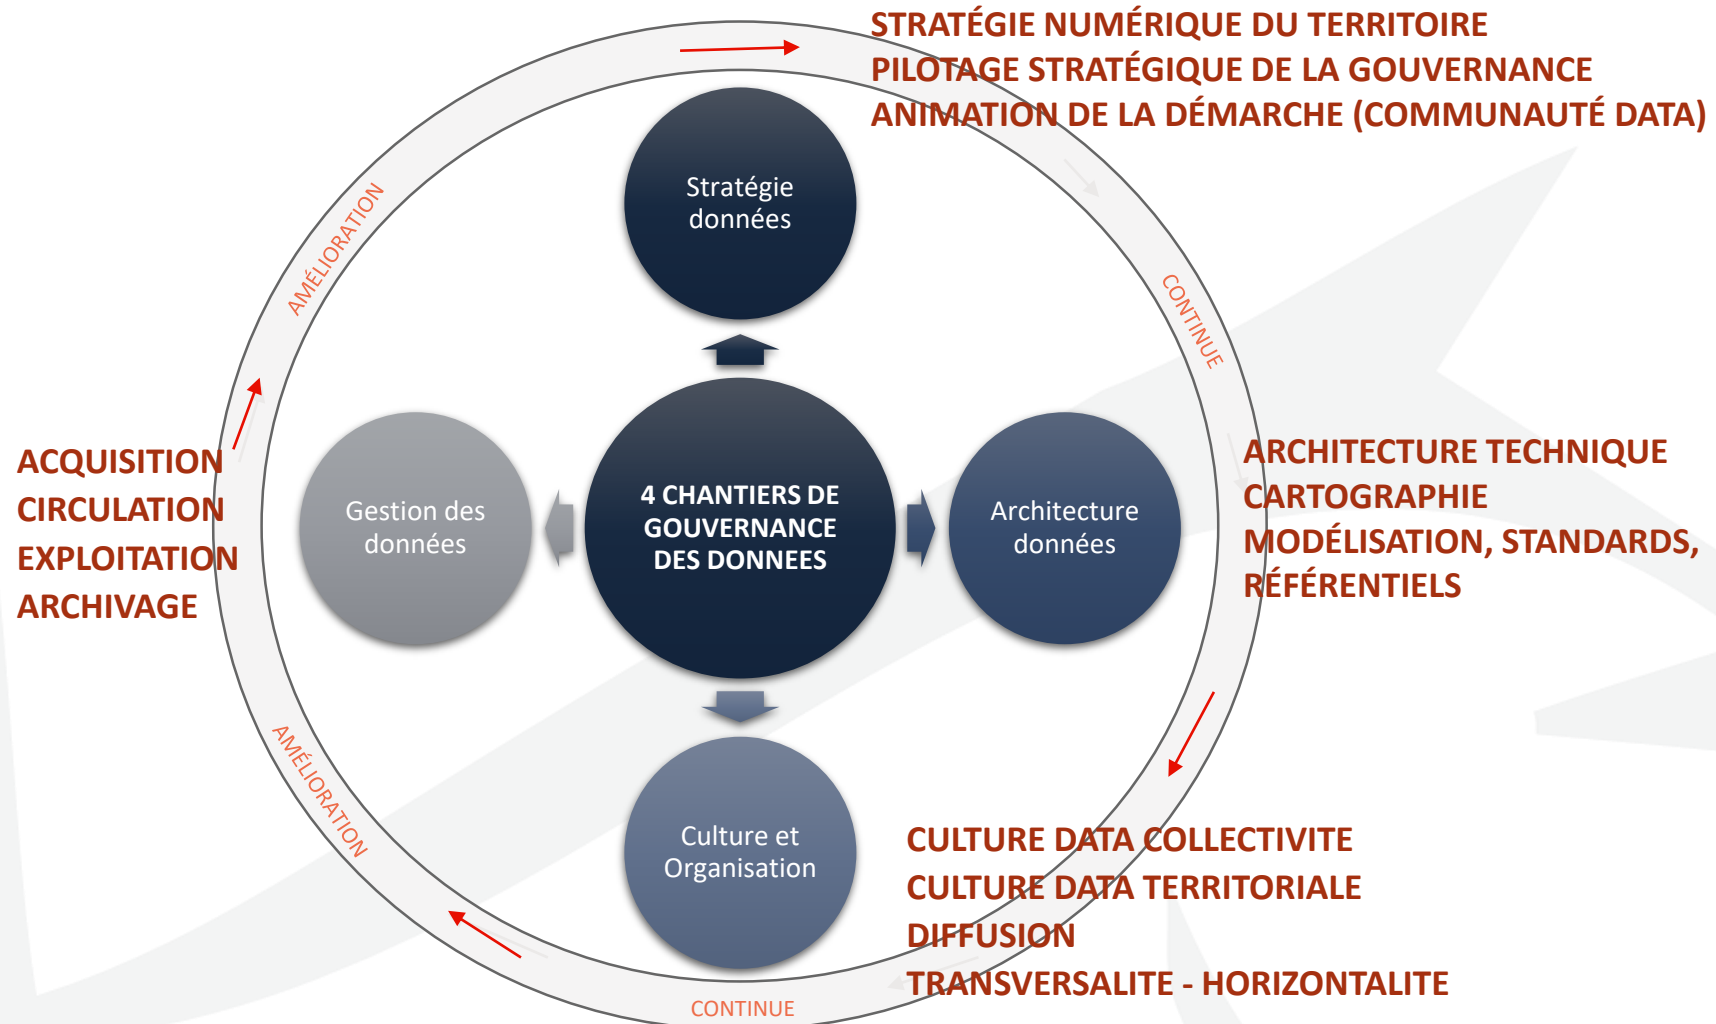 STRATÉGIE NUMÉRIQUE DU TERRITOIRE
PILOTAGE STRATÉGIQUE DE LA GOUVERNANCE
ANIMATION DE LA DÉMARCHE (COMMUNAUTÉ DATA)
Stratégie
données
AMÉLIORATION
CONTINUE
ACQUISITION
CIRCULATION
EXPLOITATION
ARCHIVAGE
Gestion des
données
4 CHANTIERS DE
GOUVERNANCE
DES DONNEES
Architecture
données
ARCHITECTURE TECHNIQUE
CARTOGRAPHIE
MODÉLISATION, STANDARDS,
RÉFÉRENTIELS
AMÉLIORATION
Culture et
Organisation
CULTURE DATA COLLECTIVITE
CULTURE DATA TERRITORIALE
DIFFUSION
TRANSVERSALITE - HORIZONTALITE
CONTINUE